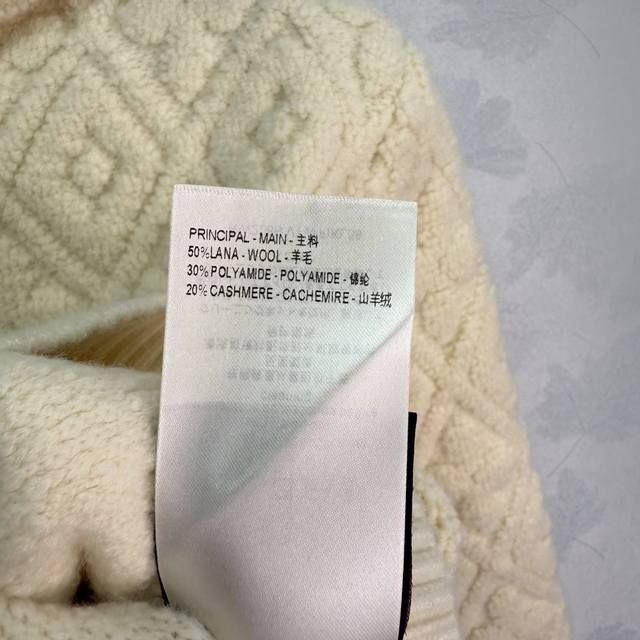 PRINCIPAL - MAIN - 主料
50%LANA - WOOL - 羊毛
30%POLYAMIDE - POLYAMIDE - 锦纶
20% CASHMERE - CACHEMIRE - 山羊绒